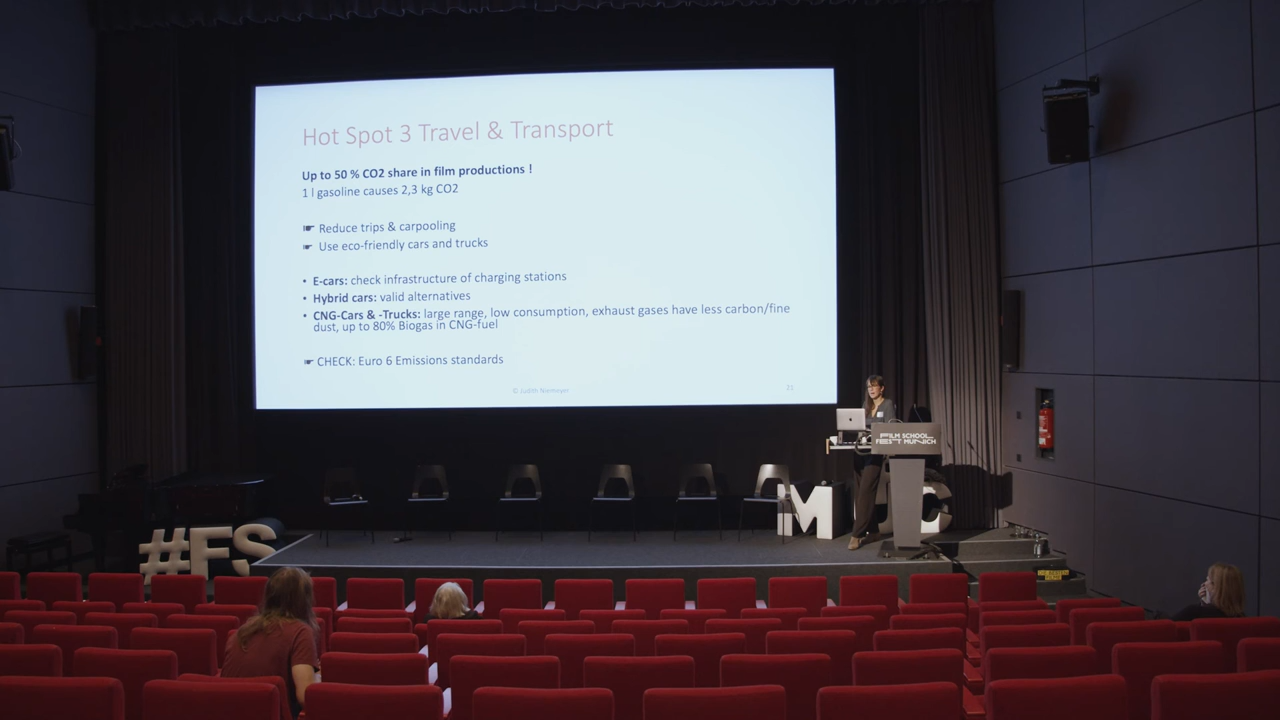 Hot Spot 3 Travel & Transport
Up to 50 % CO2 share in film productions !
1 l gasoline causes 2,3 kg CO2
☛ Reduce trips & carpooling
☛ Use eco-friendly cars and trucks
• E-cars: check infrastructure of charging stations
• Hybrid cars: valid alternatives
• CNG-Cars & -Trucks: large range, low consumption, exhaust gases have less carbon/fine
dust, up to 80% Biogas in CNG-fuel
☛ CHECK: Euro 6 Emissions standards
© Judith Niemeyer
21
FILM SCHOOL
FEST MUNICH
M C
#FS